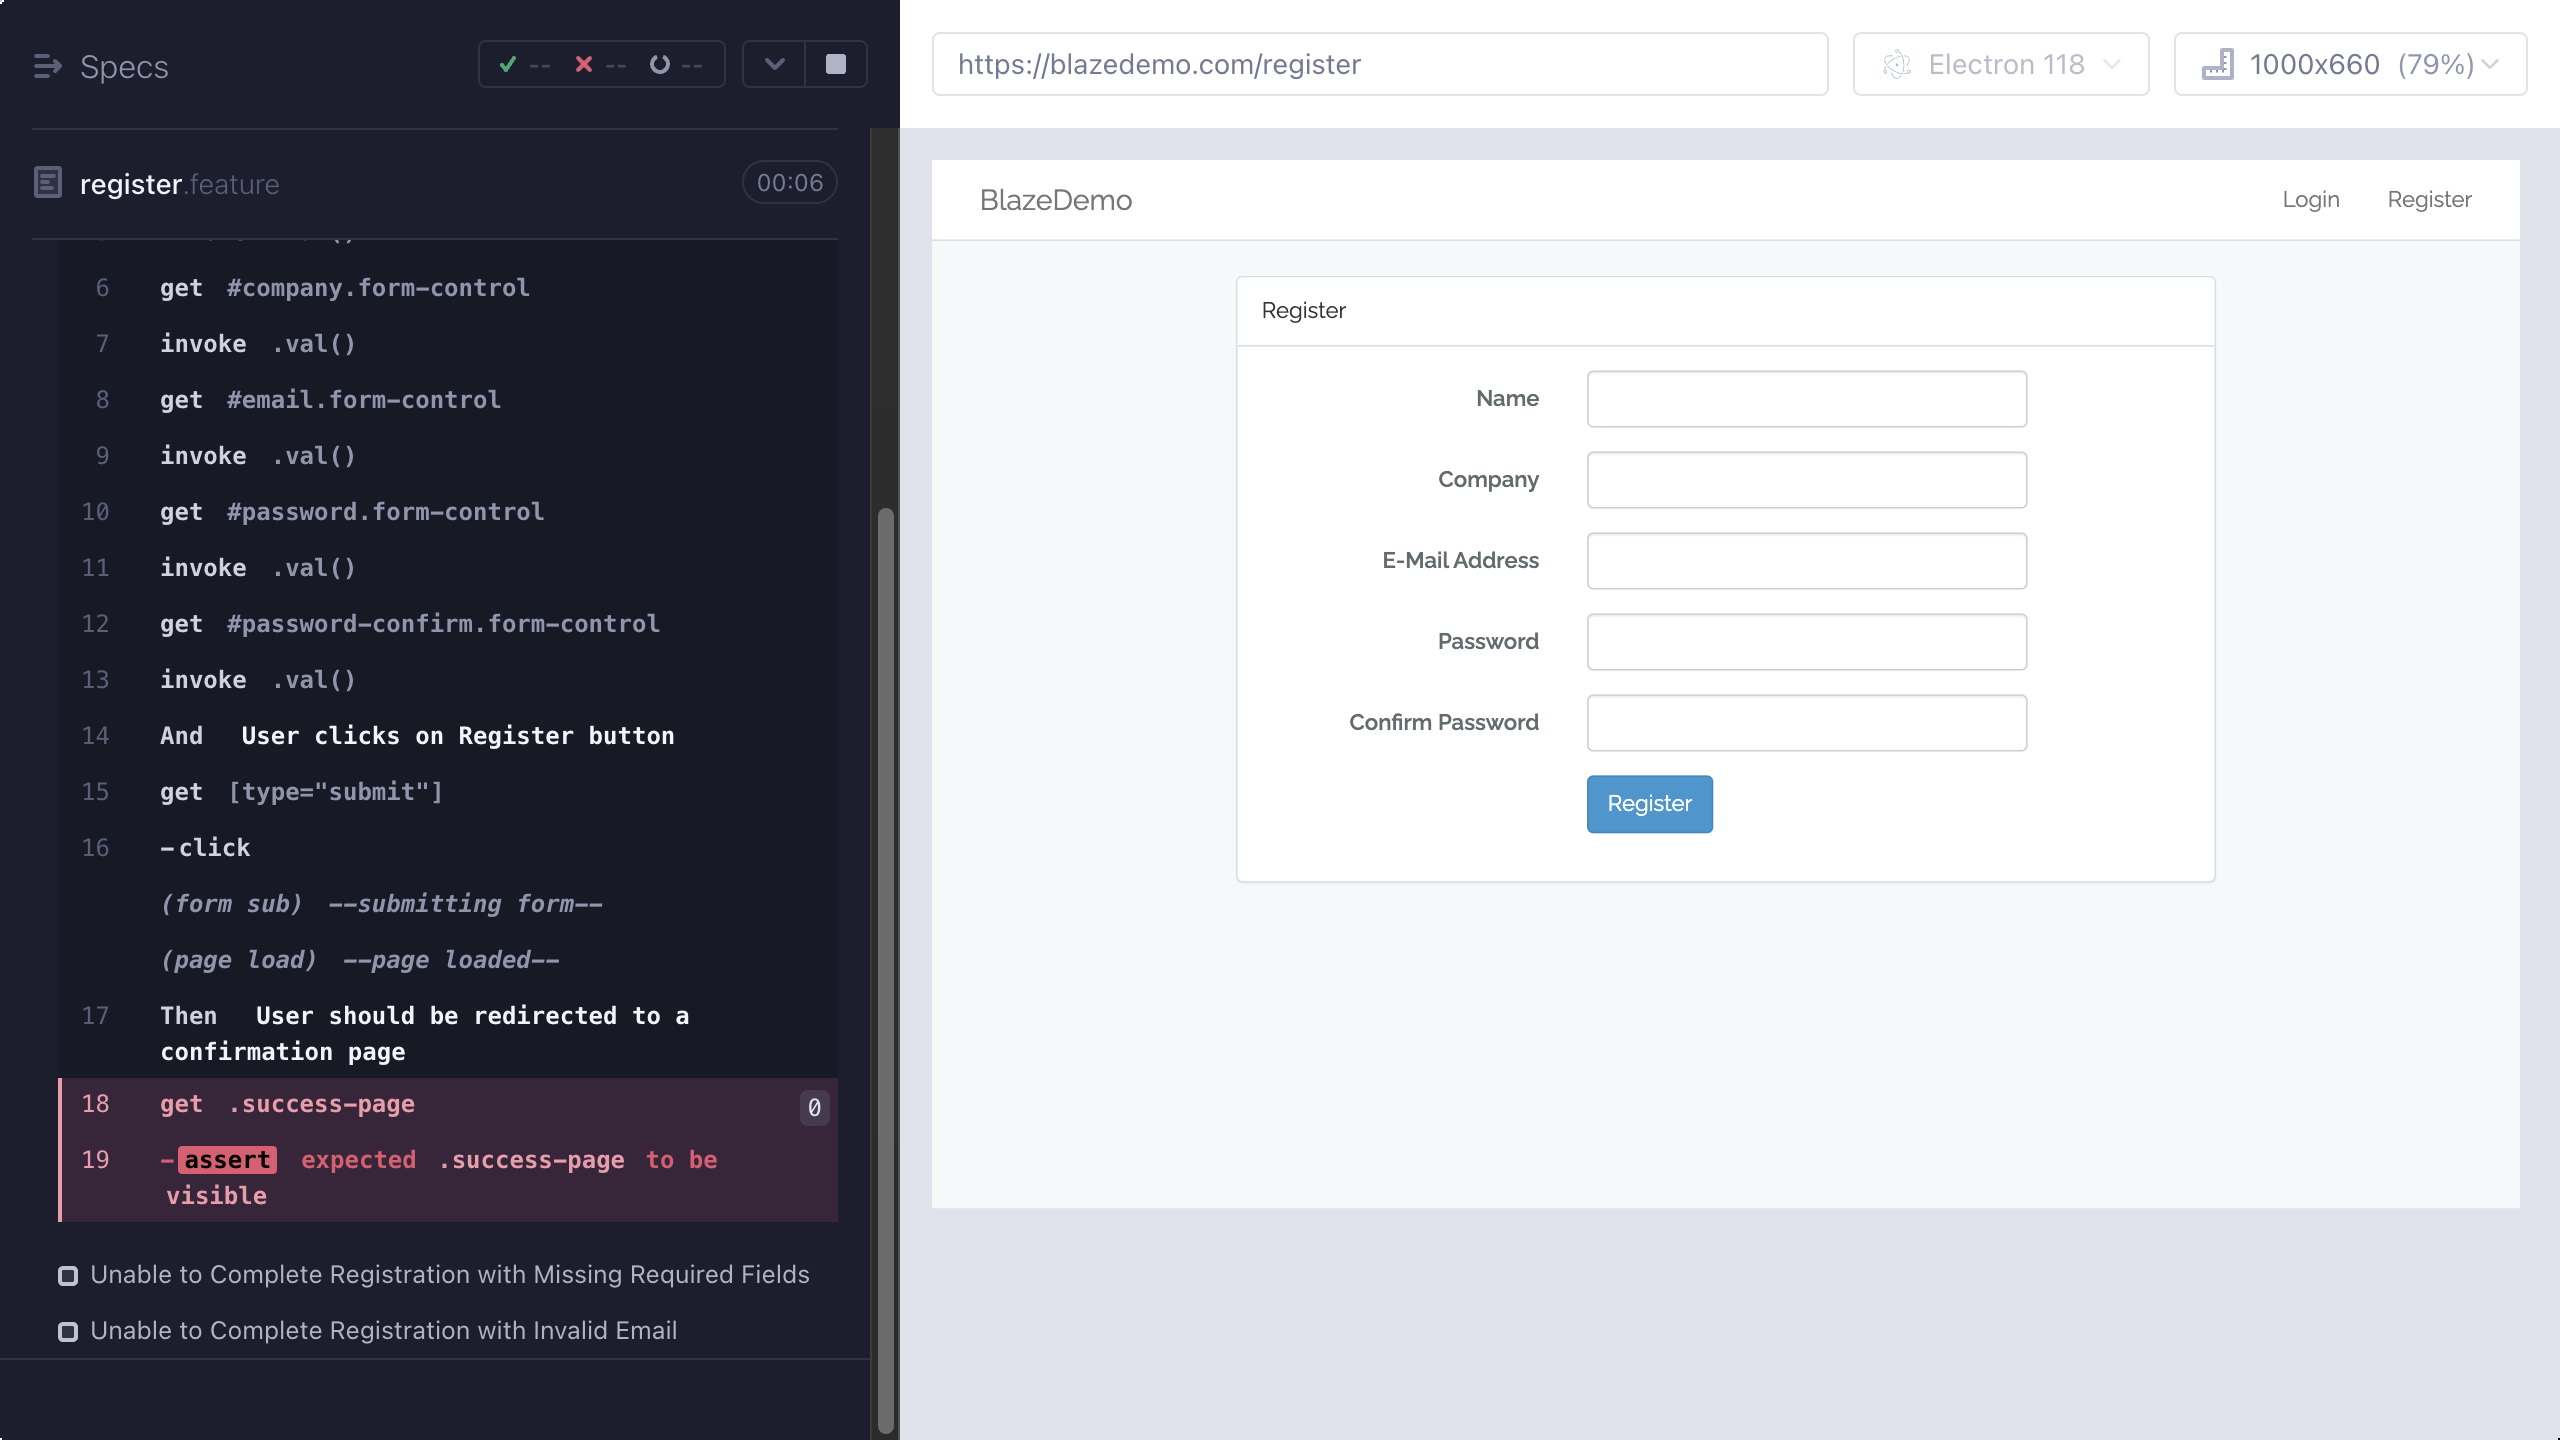 Specs
-- -- --
register.feature
00:06
6 get #company.form-control
7 invoke .val()
8 get #email.form-control
9 invoke .val()
10 get #password.form-control
11 invoke .val()
12 get #password-confirm.form-control
13 invoke .val()
14 And User clicks on Register button
15 get [type="submit"]
16 -click
(form sub) --submitting form--
(page load) --page loaded--
17 Then User should be redirected to a
confirmation page
18 get .success-page 0
19 -assert expected .success-page to be
visible
Unable to Complete Registration with Missing Required Fields
Unable to Complete Registration with Invalid Email
https://blazedemo.com/register
Electron 118
1000x660 (79%)
BlazeDemo
Login Register
Register
Name
Company
E-Mail Address
Password
Confirm Password
Register